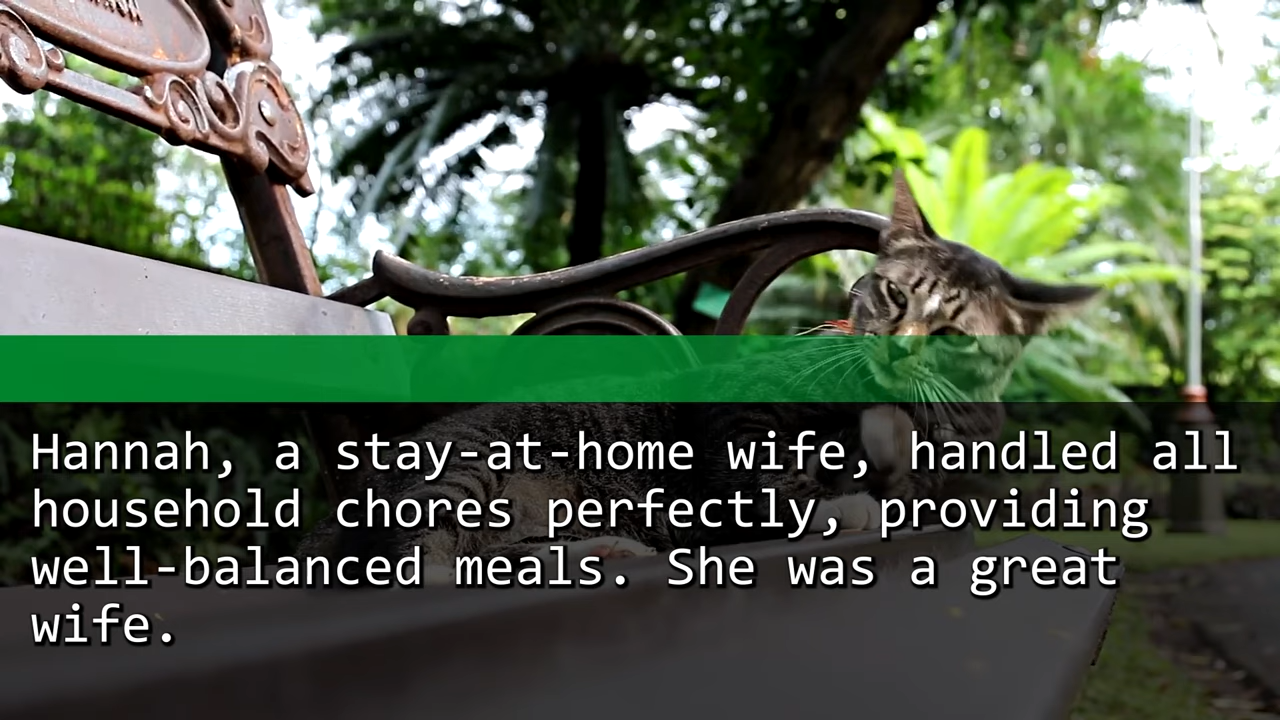 Hannah, a stay-at-home wife, handled all
household chores perfectly, providing
well-balanced meals. She was a great
wife.